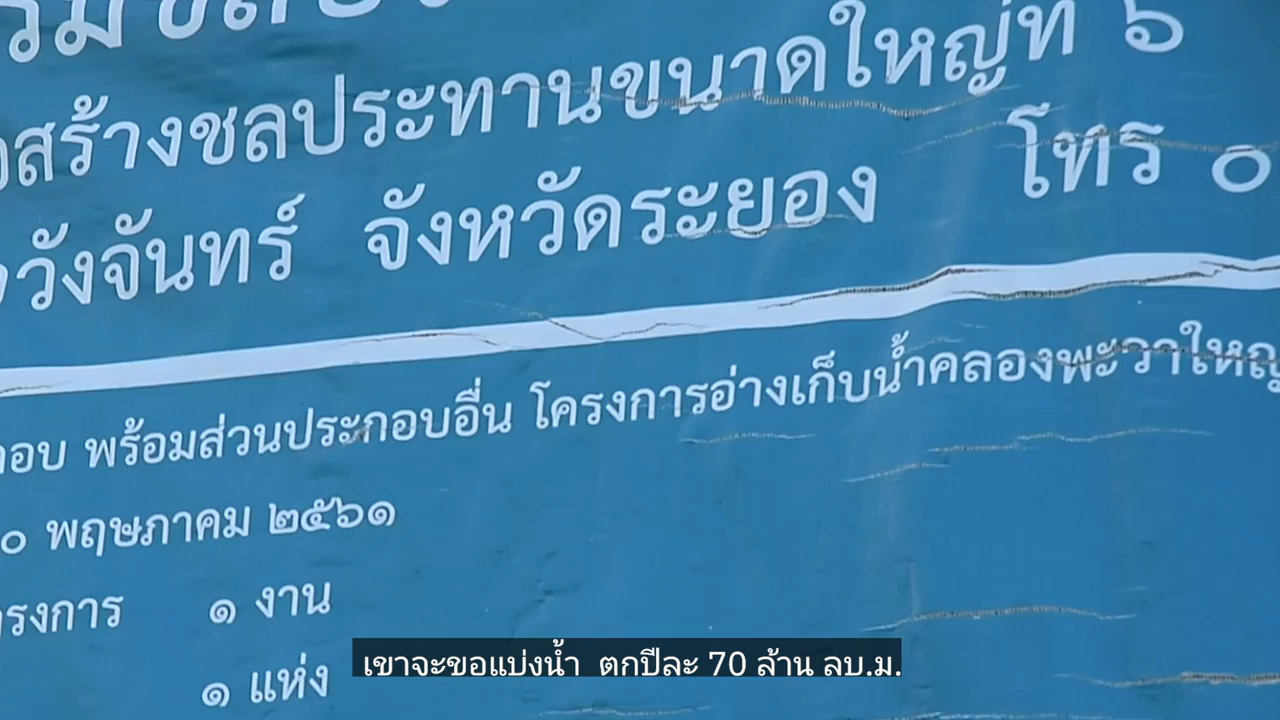 สร้างชลประทานขนาดใหญ่ที่ ๖
วังจันทร์ จังหวัดระยอง โทร ๐
พร้อมส่วนประกอบอื่น โครงการอ่างเก็บน้ำคลองพะวาใหญ่
๐ พฤษภาคม ๒๕๖๑
๑ งาน
๑ แห่ง
เขาจะขอแบ่งน้ำ ตกปีละ 70 ล้าน ลบ.ม.